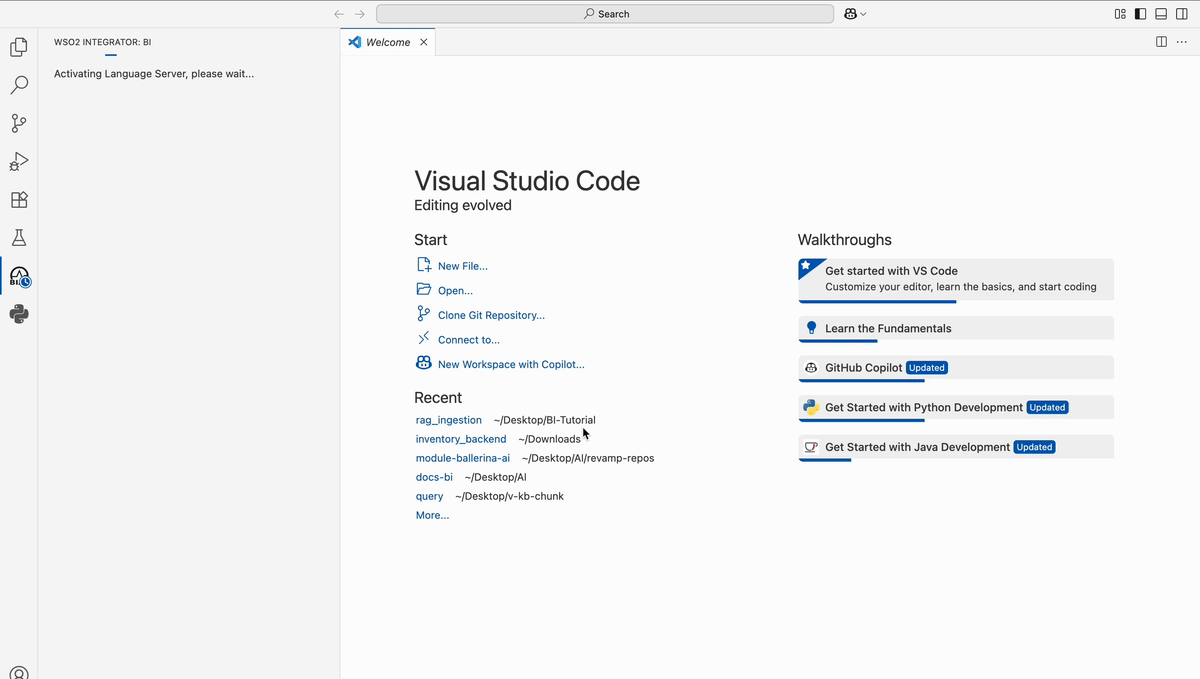 Search
WSO2 INTEGRATOR: BI
Activating Language Server, please wait...
Welcome
Visual Studio Code
Editing evolved
Start
New File...
Open...
Clone Git Repository...
Connect to...
New Workspace with Copilot...
Recent
rag_ingestion ~/Desktop/BI-Tutorial
inventory_backend ~/Downloads
module-ballerina-ai ~/Desktop/AI/revamp-repos
docs-bi ~/Desktop/AI
query ~/Desktop/v-kb-chunk
More...
Walkthroughs
Get started with VS Code
Customize your editor, learn the basics, and start coding
Learn the Fundamentals
GitHub Copilot Updated
Get Started with Python Development Updated
Get Started with Java Development Updated
BI